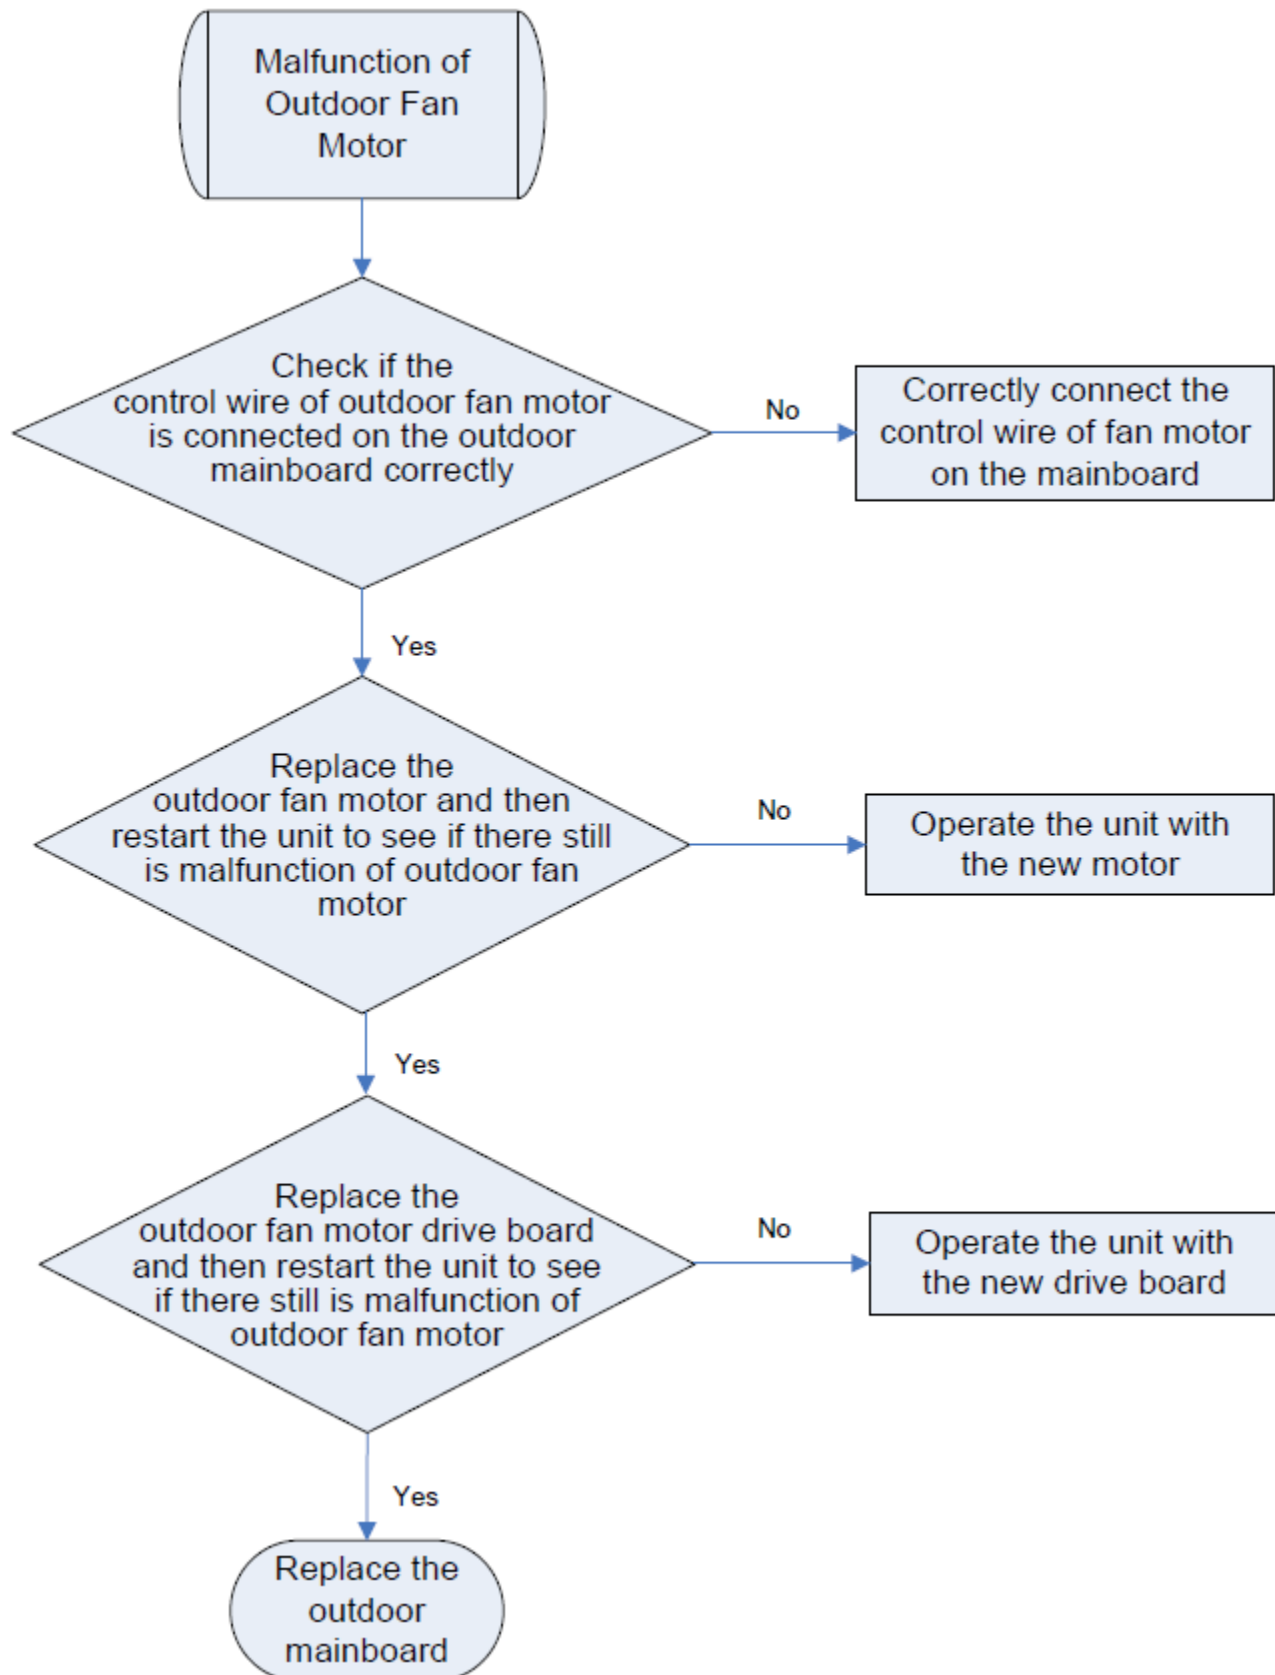 Malfunction of
Outdoor Fan
Motor
Check if the
control wire of outdoor fan motor
is connected on the outdoor
mainboard correctly
No
Correctly connect the
control wire of fan motor
on the mainboard
Yes
Replace the
outdoor fan motor and then
restart the unit to see if there still
is malfunction of outdoor fan
motor
No
Operate the unit with
the new motor
Yes
Replace the
outdoor fan motor drive board
and then restart the unit to see
if there still is malfunction of
outdoor fan motor
No
Operate the unit with
the new drive board
Yes
Replace the
outdoor
mainboard